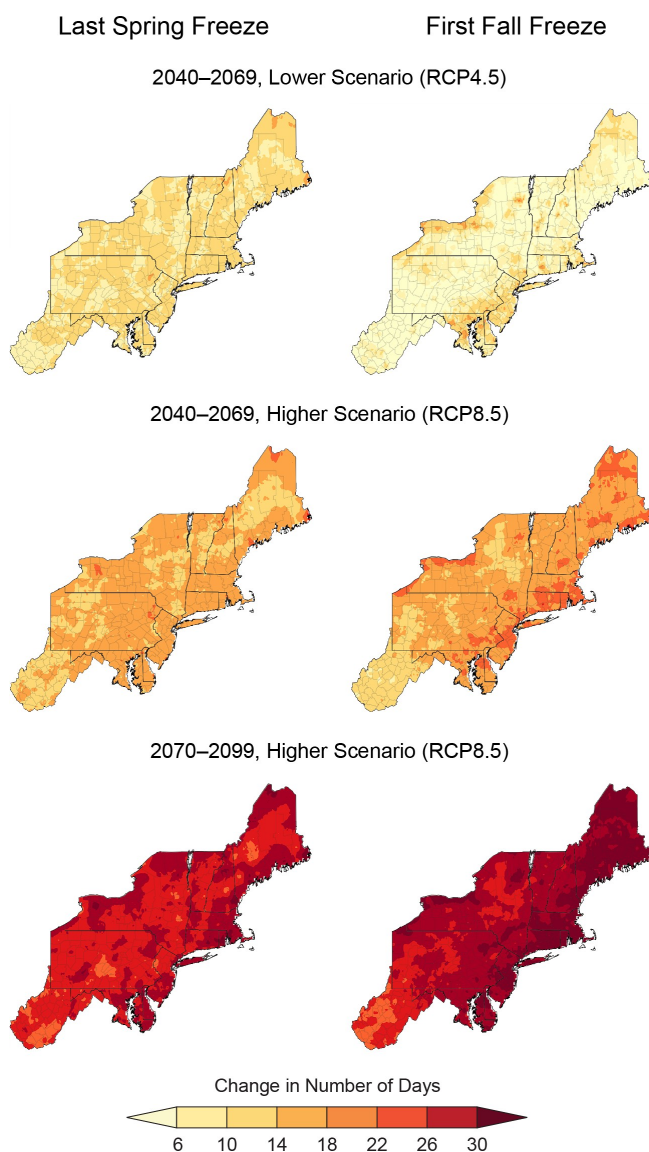 Last Spring Freeze
First Fall Freeze
2040–2069, Lower Scenario (RCP4.5)
2040–2069, Higher Scenario (RCP8.5)
2070–2099, Higher Scenario (RCP8.5)
Change in Number of Days
6 10 14 18 22 26 30